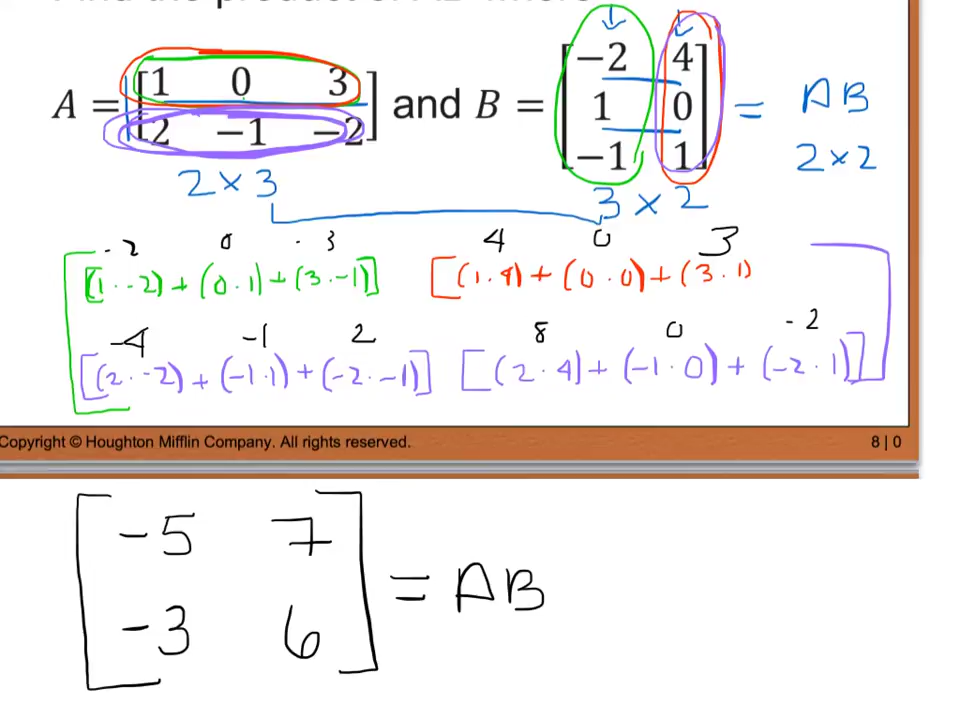 A = [1 0 3 and B = [-2 4 = AB
2 -1 -2] 1 0 2 × 2
-1 1]
2 × 3 3 × 2
-2 0 -3 4 0 3
[(1 · -2) + (0 · 1) + (3 · -1)] [(1 · 4) + (0 · 0) + (3 · 1)
-4 -1 2 8 0 -2
[(2 · -2) + (-1 · 1) + (-2 · -1)] [(2 · 4) + (-1 · 0) + (-2 · 1)]
Copyright © Houghton Mifflin Company. All rights reserved. 8 | 0
[-5 7
-3 6] = AB